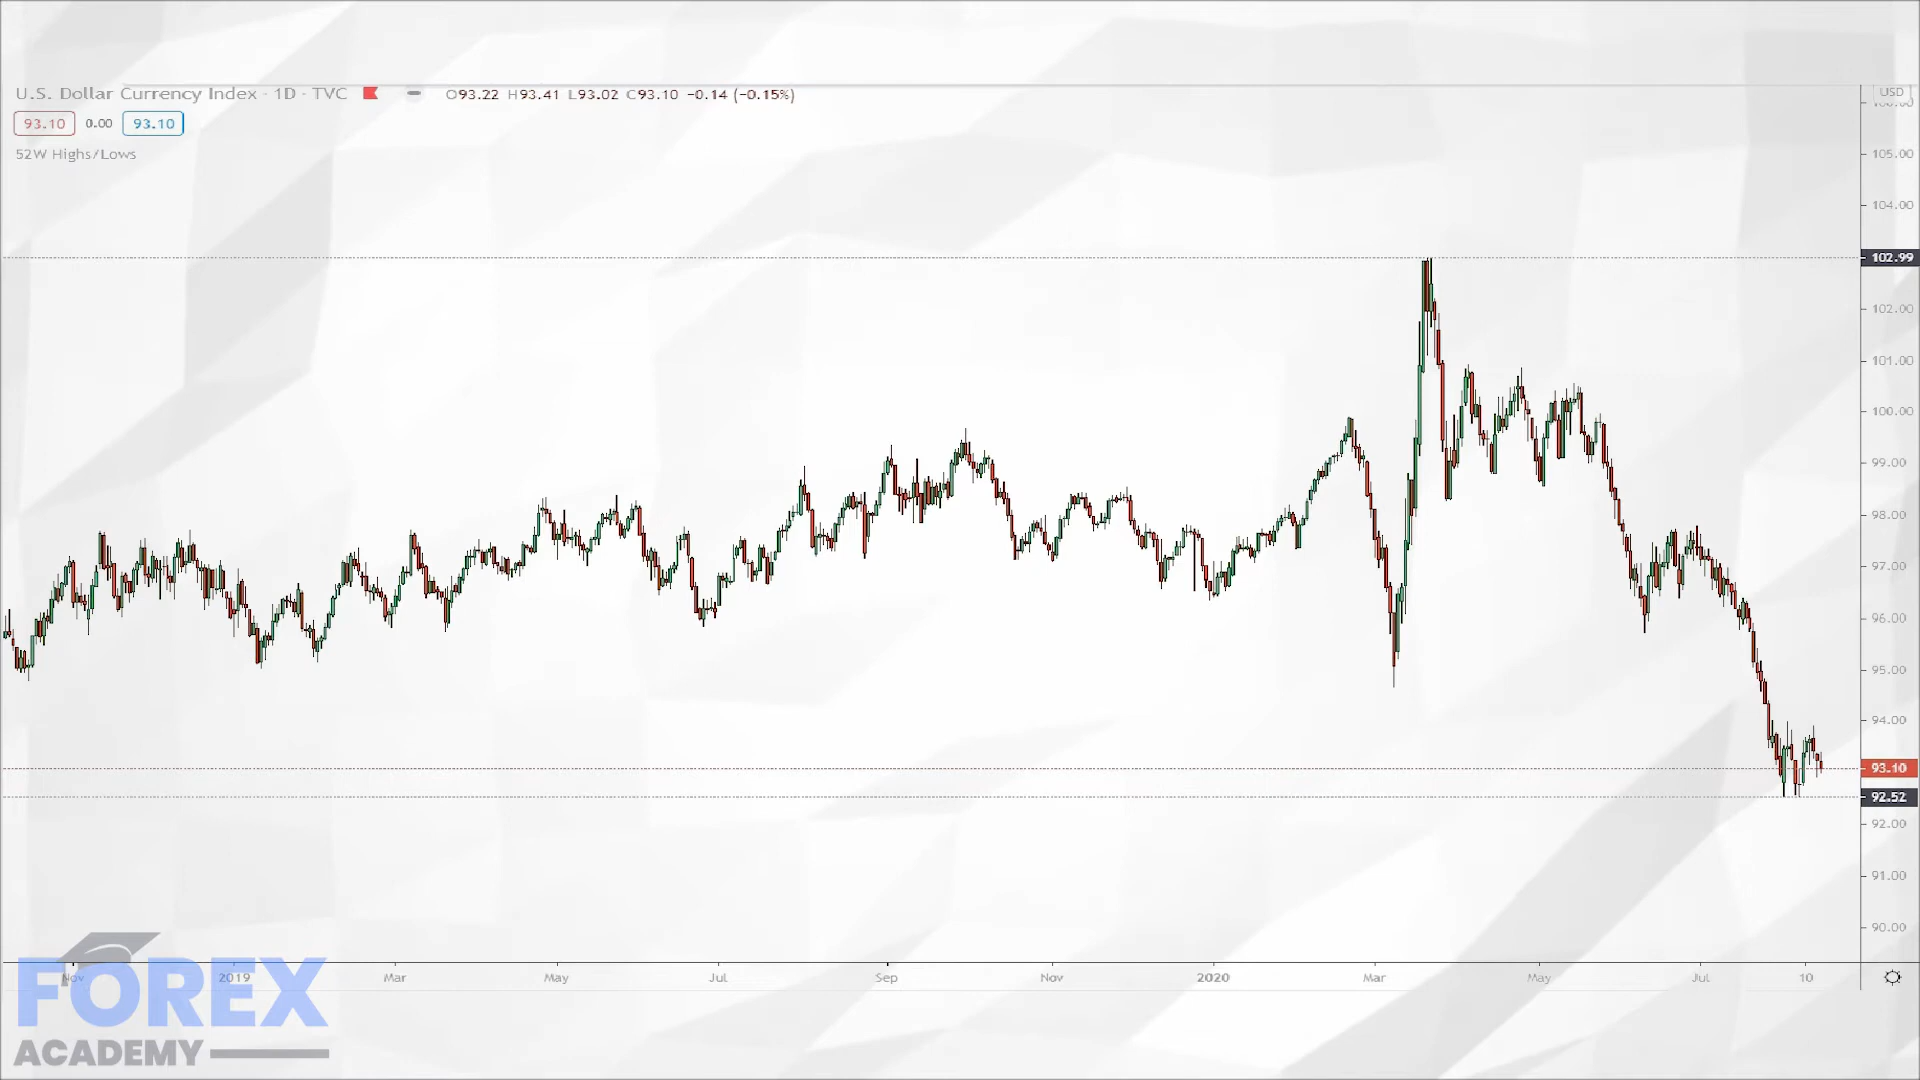 U.S. Dollar Currency Index · 1D · TVC O93.22 H93.41 L93.02 C93.10 −0.14 (−0.15%)
93.10 0.00 93.10
52W Highs/Lows
USD
106.00
105.00
104.00
102.99
102.00
101.00
100.00
99.00
98.00
97.00
96.00
95.00
94.00
93.10
92.52
92.00
91.00
90.00
Nov 2019 Mar May Jul Sep Nov 2020 Mar May Jul 10
FOREX
ACADEMY